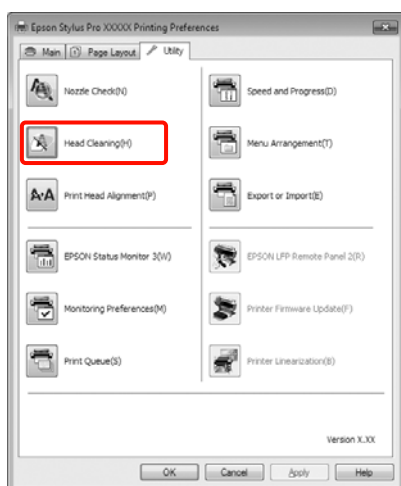 Epson Stylus Pro XXXXX Printing Preferences
Main Page Layout Utility
Nozzle Check(N)
Speed and Progress(D)
Head Cleaning(H)
Menu Arrangement(T)
A·A Print Head Alignment(P)
Export or Import(E)
EPSON Status Monitor 3(W)
EPSON LFP Remote Panel 2(R)
Monitoring Preferences(M)
Printer Firmware Update(F)
Print Queue(S)
Printer Linearization(B)
Version X.XX
OK Cancel Apply Help